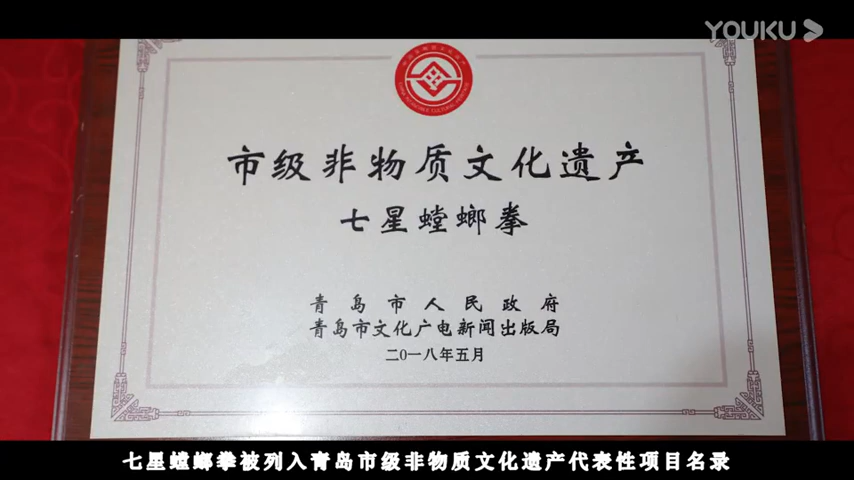 YOUKU
市级非物质文化遗产
七星螳螂拳
青岛市人民政府
青岛市文化广电新闻出版局
二〇一八年五月
七星螳螂拳被列入青岛市级非物质文化遗产代表性项目名录